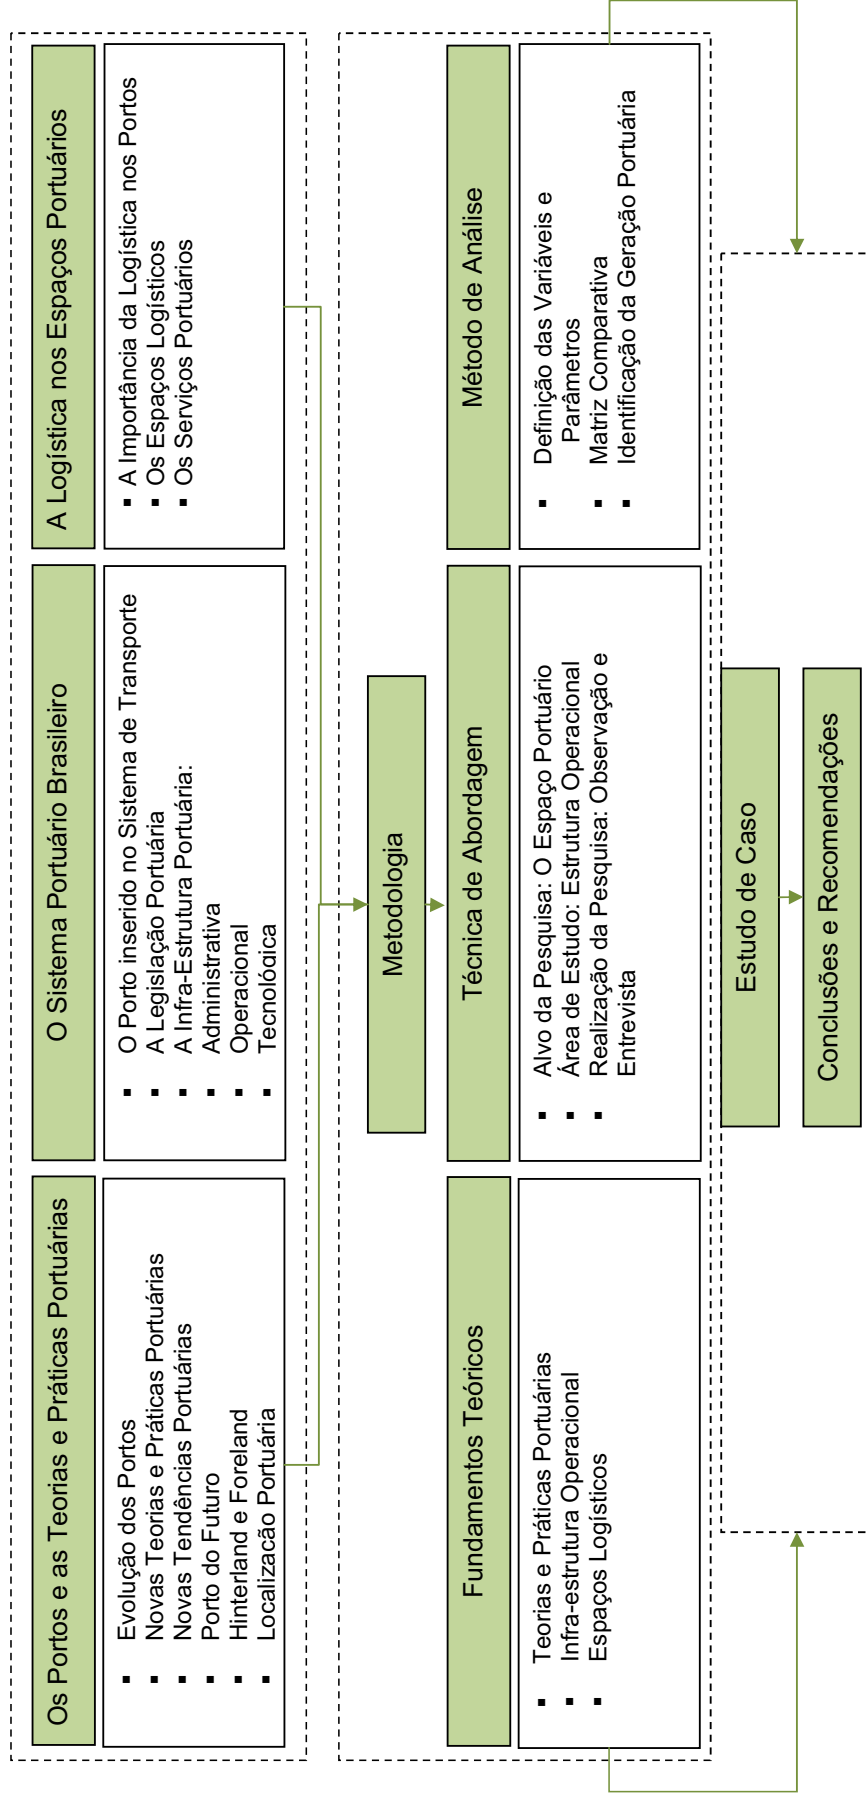 Os Portos e as Teorias e Práticas Portuárias
▪ Evolução dos Portos
▪ Novas Teorias e Práticas Portuárias
▪ Novas Tendências Portuárias
▪ Porto do Futuro
▪ Hinterland e Foreland
▪ Localização Portuária
O Sistema Portuário Brasileiro
▪ O Porto inserido no Sistema de Transporte
▪ A Legislação Portuária
▪ A Infra-Estrutura Portuária:
▪ Administrativa
▪ Operacional
▪ Tecnológica
A Logística nos Espaços Portuários
▪ A Importância da Logística nos Portos
▪ Os Espaços Logísticos
▪ Os Serviços Portuários
Metodologia
Fundamentos Teóricos
▪ Teorias e Práticas Portuárias
▪ Infra-estrutura Operacional
▪ Espaços Logísticos
Técnica de Abordagem
▪ Alvo da Pesquisa: O Espaço Portuário
▪ Área de Estudo: Estrutura Operacional
▪ Realização da Pesquisa: Observação e
Entrevista
Método de Análise
▪ Definição das Variáveis e
Parâmetros
▪ Matriz Comparativa
▪ Identificação da Geração Portuária
Estudo de Caso
Conclusões e Recomendações